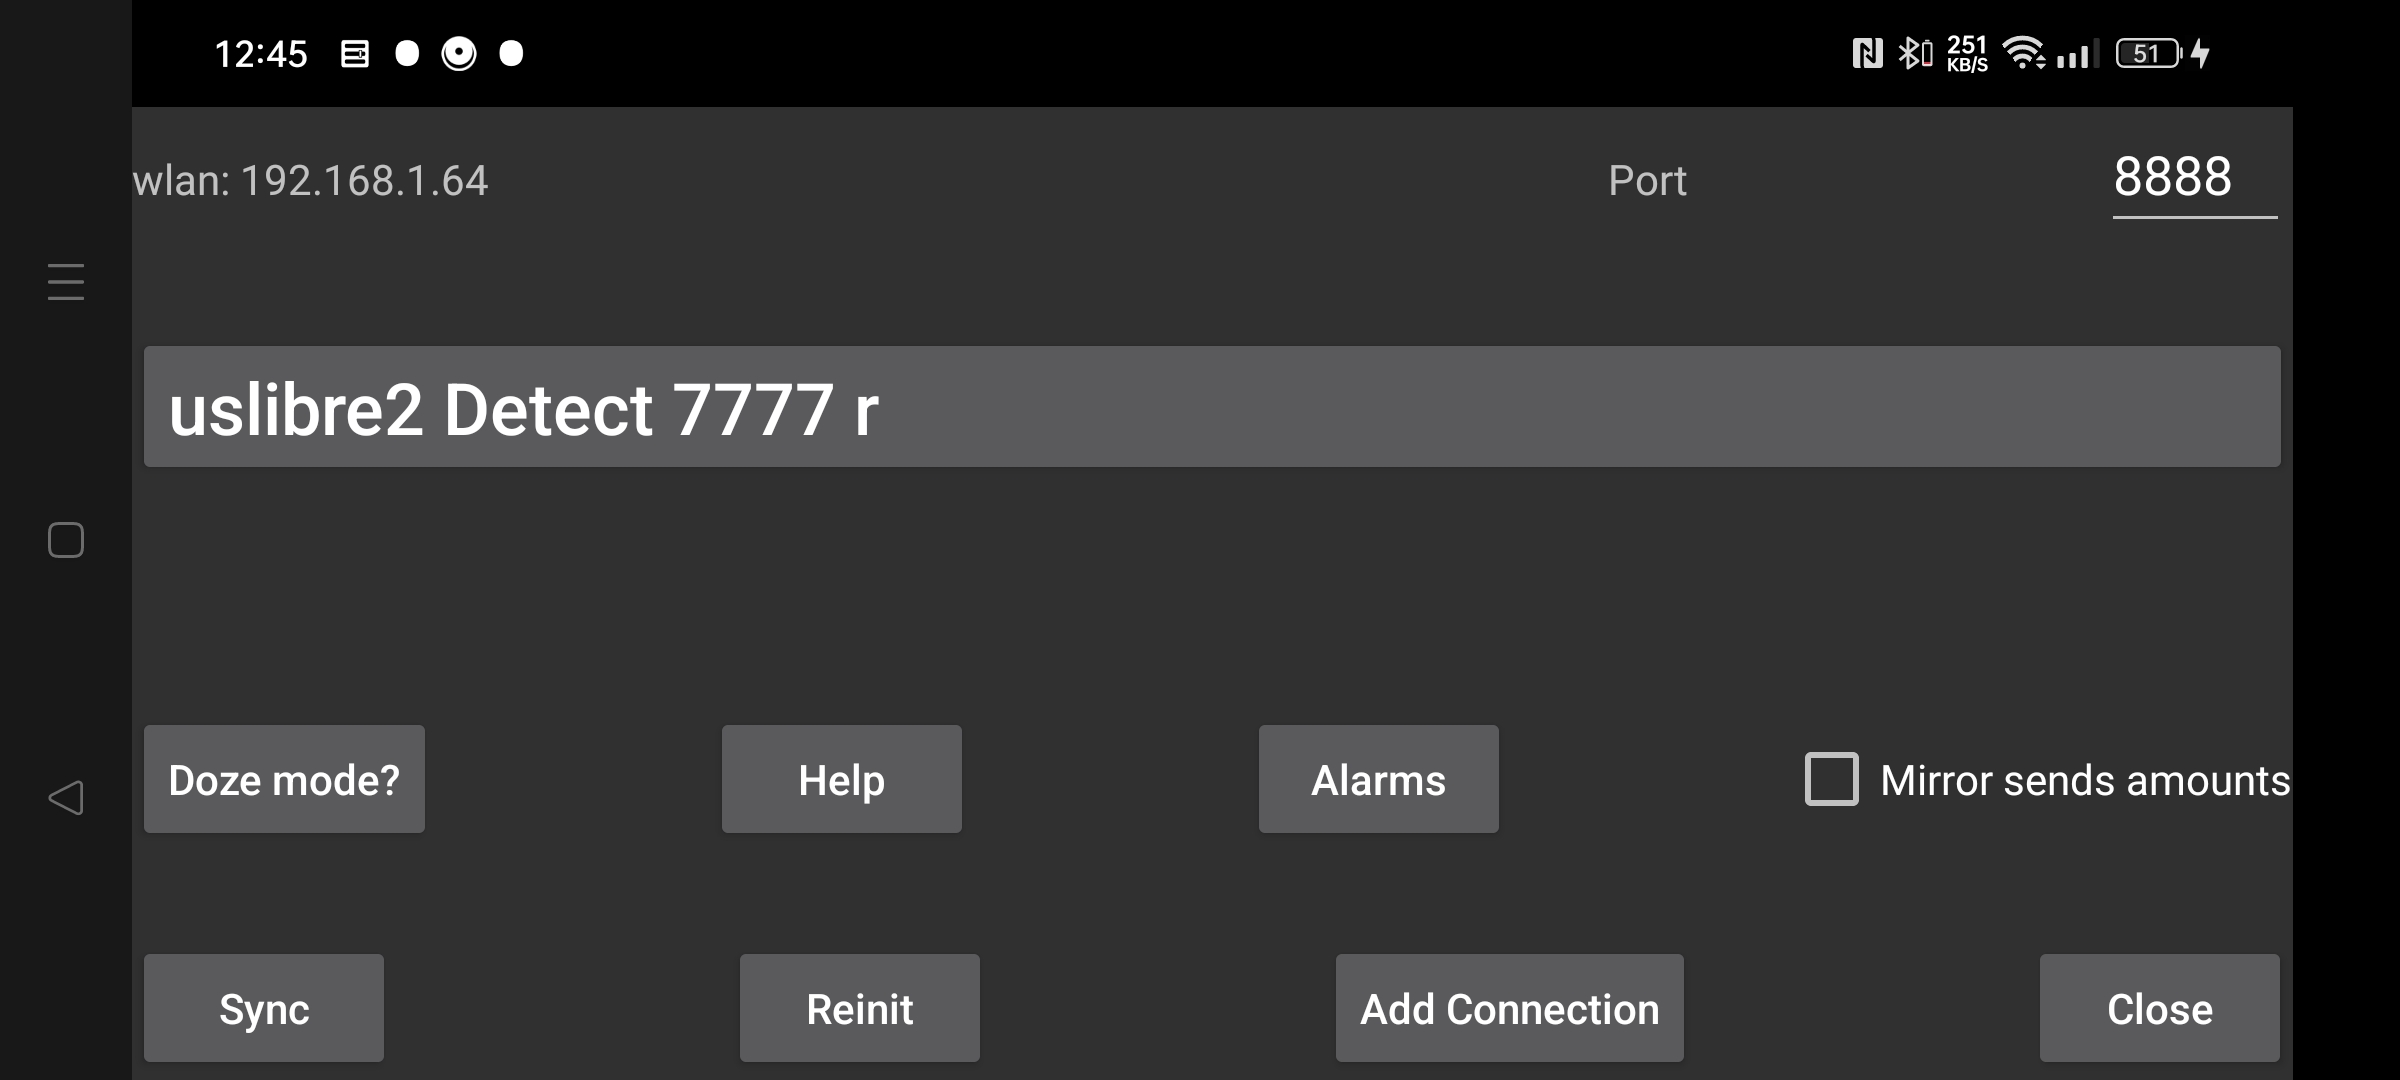 12:45 251 KB/S 51
wlan: 192.168.1.64 Port 8888
uslibre2 Detect 7777 r
Doze mode? Help Alarms Mirror sends amounts
Sync Reinit Add Connection Close